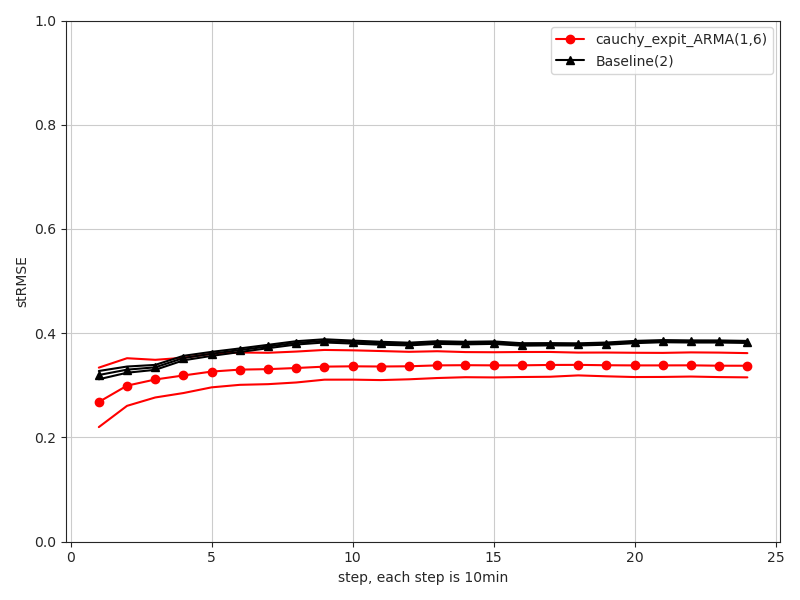 cauchy_expit_ARMA(1,6)
Baseline(2)
1.0
0.8
0.6
0.4
0.2
0.0
stRMSE
0 5 10 15 20 25
step, each step is 10min